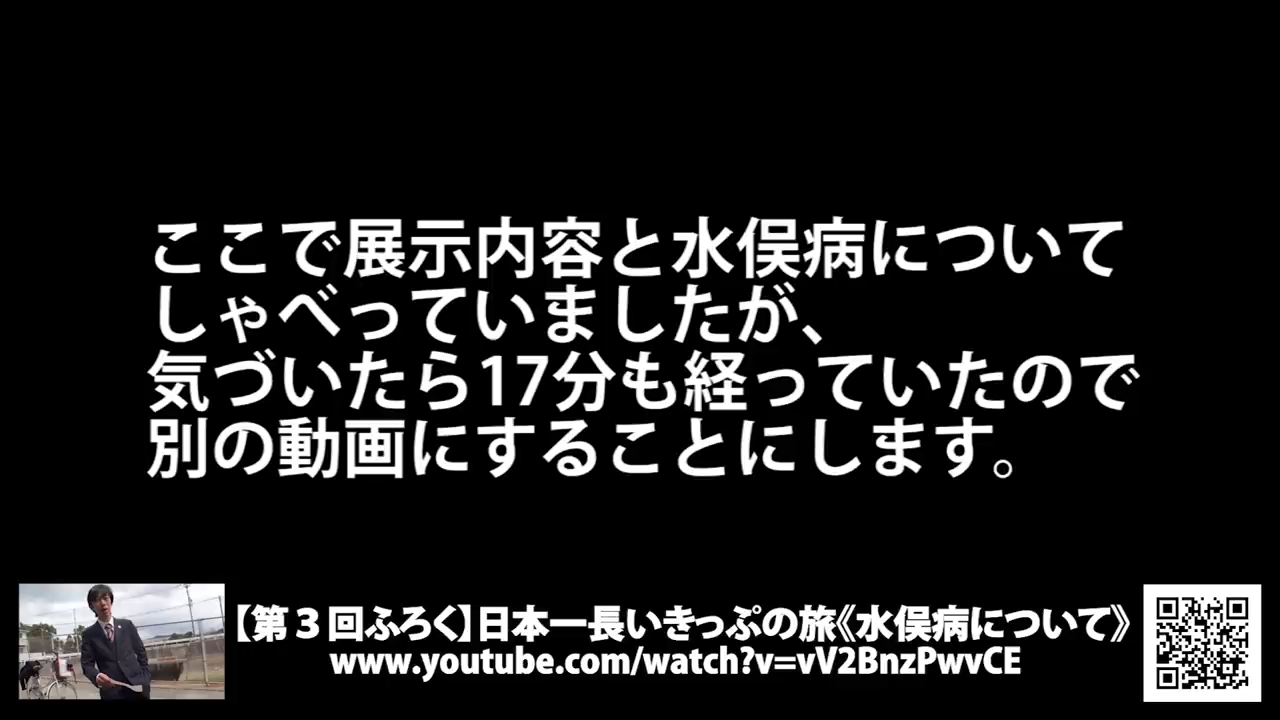 ここで展示内容と水俣病について
しゃべっていましたが、
気づいたら17分も経っていたので
別の動画にすることにします。
【第３回ふろく】日本一長いきっぷの旅《水俣病について》
www.youtube.com/watch?v=vV2BnzPwvCE